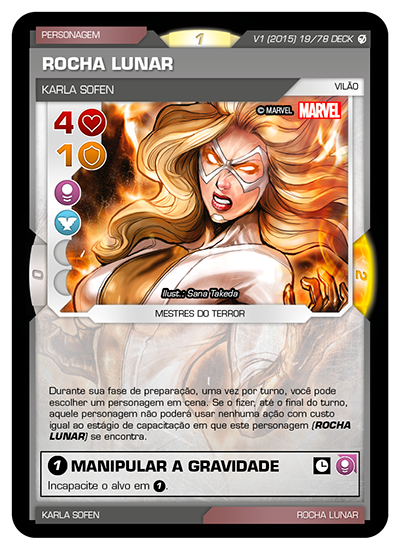 PERSONAGEM
1
V1 (2015) 19/78 DECK
ROCHA LUNAR
KARLA SOFEN
VILÃO
© MARVEL MARVEL
4
1
0
2
Ilust.: Sana Takeda
MESTRES DO TERROR
Durante sua fase de preparação, uma vez por turno, você pode
escolher um personagem em cena. Se o fizer, até o final do turno,
aquele personagem não poderá usar nenhuma ação com custo
igual ao estágio de capacitação em que este personagem (ROCHA
LUNAR) se encontra.
1 MANIPULAR A GRAVIDADE
Incapacite o alvo em 1.
KARLA SOFEN
ROCHA LUNAR